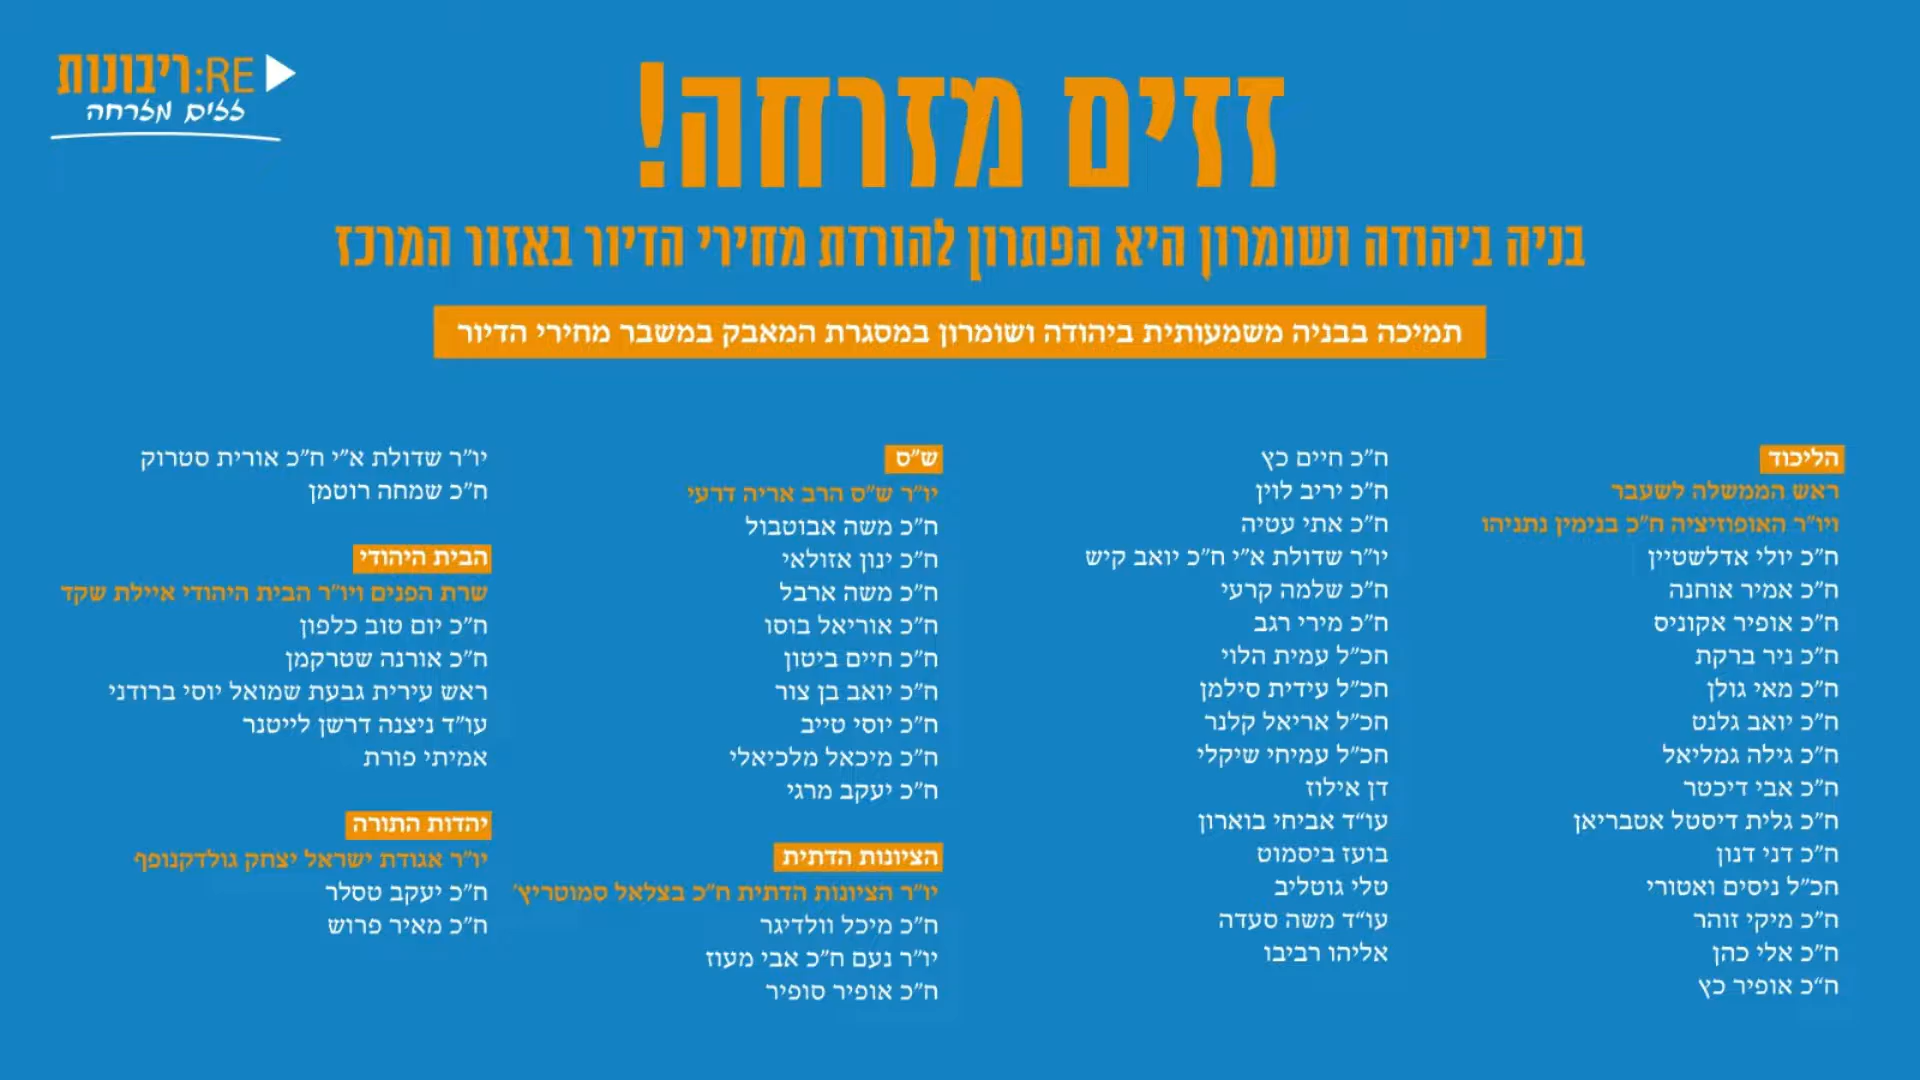 RE:ריבונות
זזים מזרחה
זזים מזרחה!
בניה ביהודה ושומרון היא הפתרון להורדת מחירי הדיור באזור המרכז
תמיכה בבניה משמעותית ביהודה ושומרון במסגרת המאבק במשבר מחירי הדיור
הליכוד
ראש הממשלה לשעבר
ויו"ר האופוזיציה ח"כ בנימין נתניהו
ח"כ יולי אדלשטיין
ח"כ אמיר אוחנה
ח"כ אופיר אקוניס
ח"כ ניר ברקת
ח"כ מאי גולן
ח"כ יואב גלנט
ח"כ גילה גמליאל
ח"כ אבי דיכטר
ח"כ גלית דיסטל אטבריאן
ח"כ דני דנון
חכ"ל ניסים ואטורי
ח"כ מיקי זוהר
ח"כ אלי כהן
ח"כ אופיר כץ
ח"כ חיים כץ
ח"כ יריב לוין
ח"כ אתי עטיה
יו"ר שדולת א"י ח"כ יואב קיש
ח"כ שלמה קרעי
ח"כ מירי רגב
חכ"ל עמית הלוי
חכ"ל עידית סילמן
חכ"ל אריאל קלנר
חכ"ל עמיחי שיקלי
דן אילוז
עו"ד אביחי בוארון
בועז ביסמוט
טלי גוטליב
עו"ד משה סעדה
אליהו רביבו
ש"ס
יו"ר ש"ס הרב אריה דרעי
ח"כ משה אבוטבול
ח"כ ינון אזולאי
ח"כ משה ארבל
ח"כ אוריאל בוסו
ח"כ חיים ביטון
ח"כ יואב בן צור
ח"כ יוסי טייב
ח"כ מיכאל מלכיאלי
ח"כ יעקב מרגי
הציונות הדתית
יו"ר הציונות הדתית ח"כ בצלאל סמוטריץ'
ח"כ מיכל וולדיגר
יו"ר נעם ח"כ אבי מעוז
ח"כ אופיר סופיר
יו"ר שדולת א"י ח"כ אורית סטרוק
ח"כ שמחה רוטמן
הבית היהודי
שרת הפנים ויו"ר הבית היהודי איילת שקד
ח"כ יום טוב כלפון
ח"כ אורנה שטרקמן
ראש עירית גבעת שמואל יוסי ברודני
עו"ד ניצנה דרשן לייטנר
אמיתי פורת
יהדות התורה
יו"ר אגודת ישראל יצחק גולדקנופף
ח"כ יעקב טסלר
ח"כ מאיר פרוש